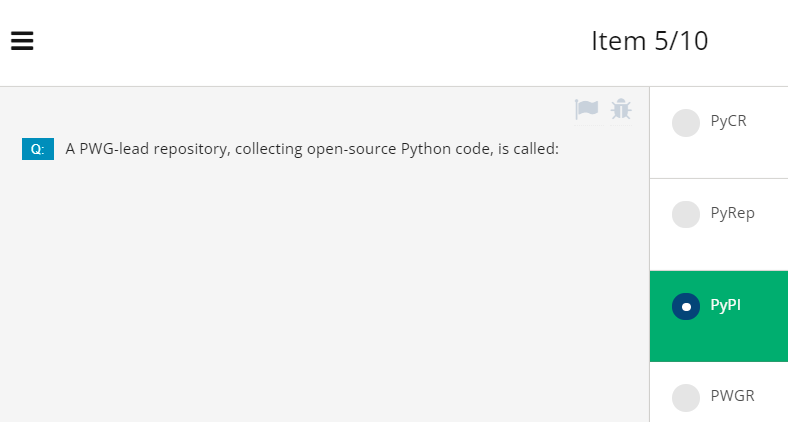 Item 5/10
Q: A PWG-lead repository, collecting open-source Python code, is called:
PyCR
PyRep
PyPI
PWGR